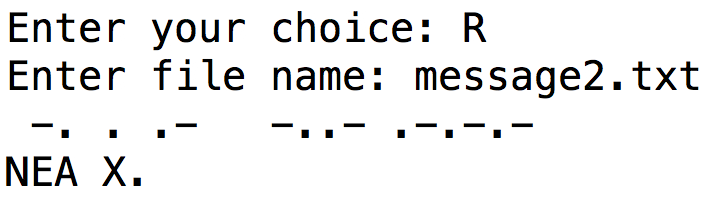 Enter your choice: R
Enter file name: message2.txt
 -. . .-   -..- .-.-.-
NEA X.